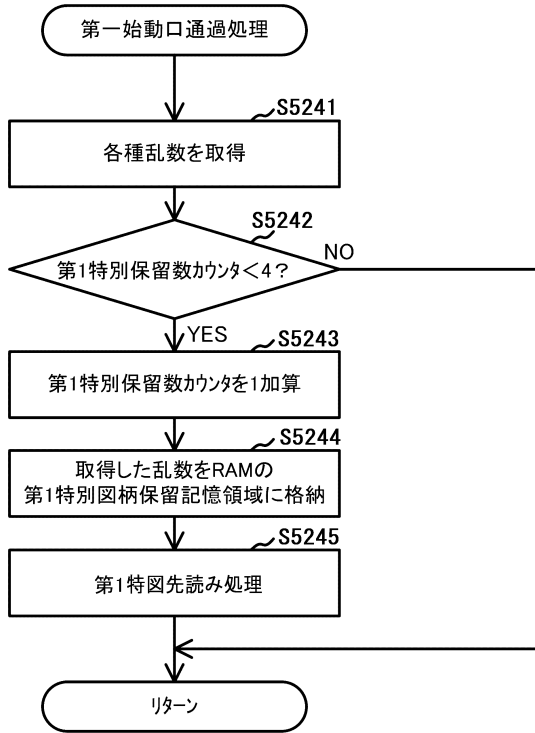 第一始動口通過処理
S5241
各種乱数を取得
S5242
第1特別保留数カウンタ<4?
NO
YES
S5243
第1特別保留数カウンタを1加算
S5244
取得した乱数をRAMの
第1特別図柄保留記憶領域に格納
S5245
第1特図先読み処理
リターン